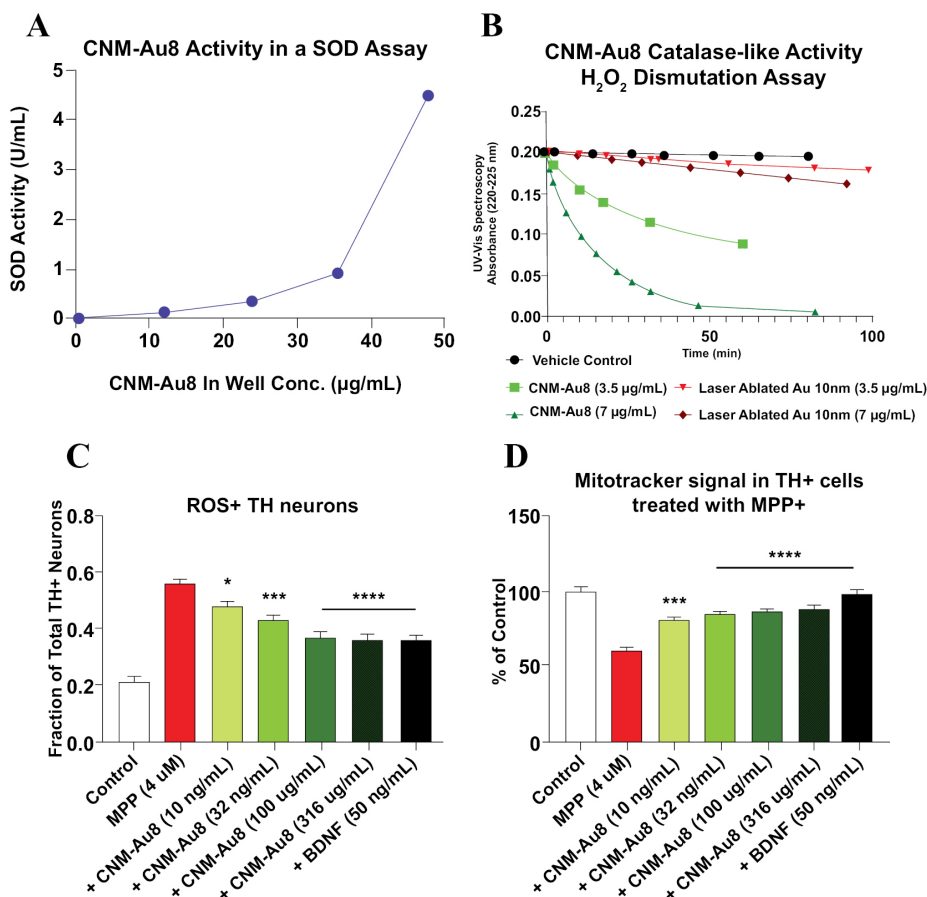 A
CNM-Au8 Activity in a SOD Assay
SOD Activity (U/mL)
5
4
3
2
1
0
0 10 20 30 40 50
CNM-Au8 In Well Conc. (µg/mL)
B
CNM-Au8 Catalase-like Activity
H₂O₂ Dismutation Assay
UV-Vis Spectroscopy
Absorbance (220-225 nm)
0.25
0.20
0.15
0.10
0.05
0.00
0 50 100
Time (min)
Vehicle Control
CNM-Au8 (3.5 µg/mL)
Laser Ablated Au 10nm (3.5 µg/mL)
CNM-Au8 (7 µg/mL)
Laser Ablated Au 10nm (7 µg/mL)
C
ROS+ TH neurons
Fraction of Total TH+ Neurons
0.8
0.6
0.4
0.2
0.0
*
***
****
Control
MPP (4 uM)
+ CNM-Au8 (10 ng/mL)
+ CNM-Au8 (32 ng/mL)
+ CNM-Au8 (100 ug/mL)
+ CNM-Au8 (316 ug/mL)
+ BDNF (50 ng/mL)
D
Mitotracker signal in TH+ cells
treated with MPP+
% of Control
150
100
50
0
***
****
Control
MPP (4 uM)
+ CNM-Au8 (10 ng/mL)
+ CNM-Au8 (32 ng/mL)
+ CNM-Au8 (100 ug/mL)
+ CNM-Au8 (316 ug/mL)
+ BDNF (50 ng/mL)